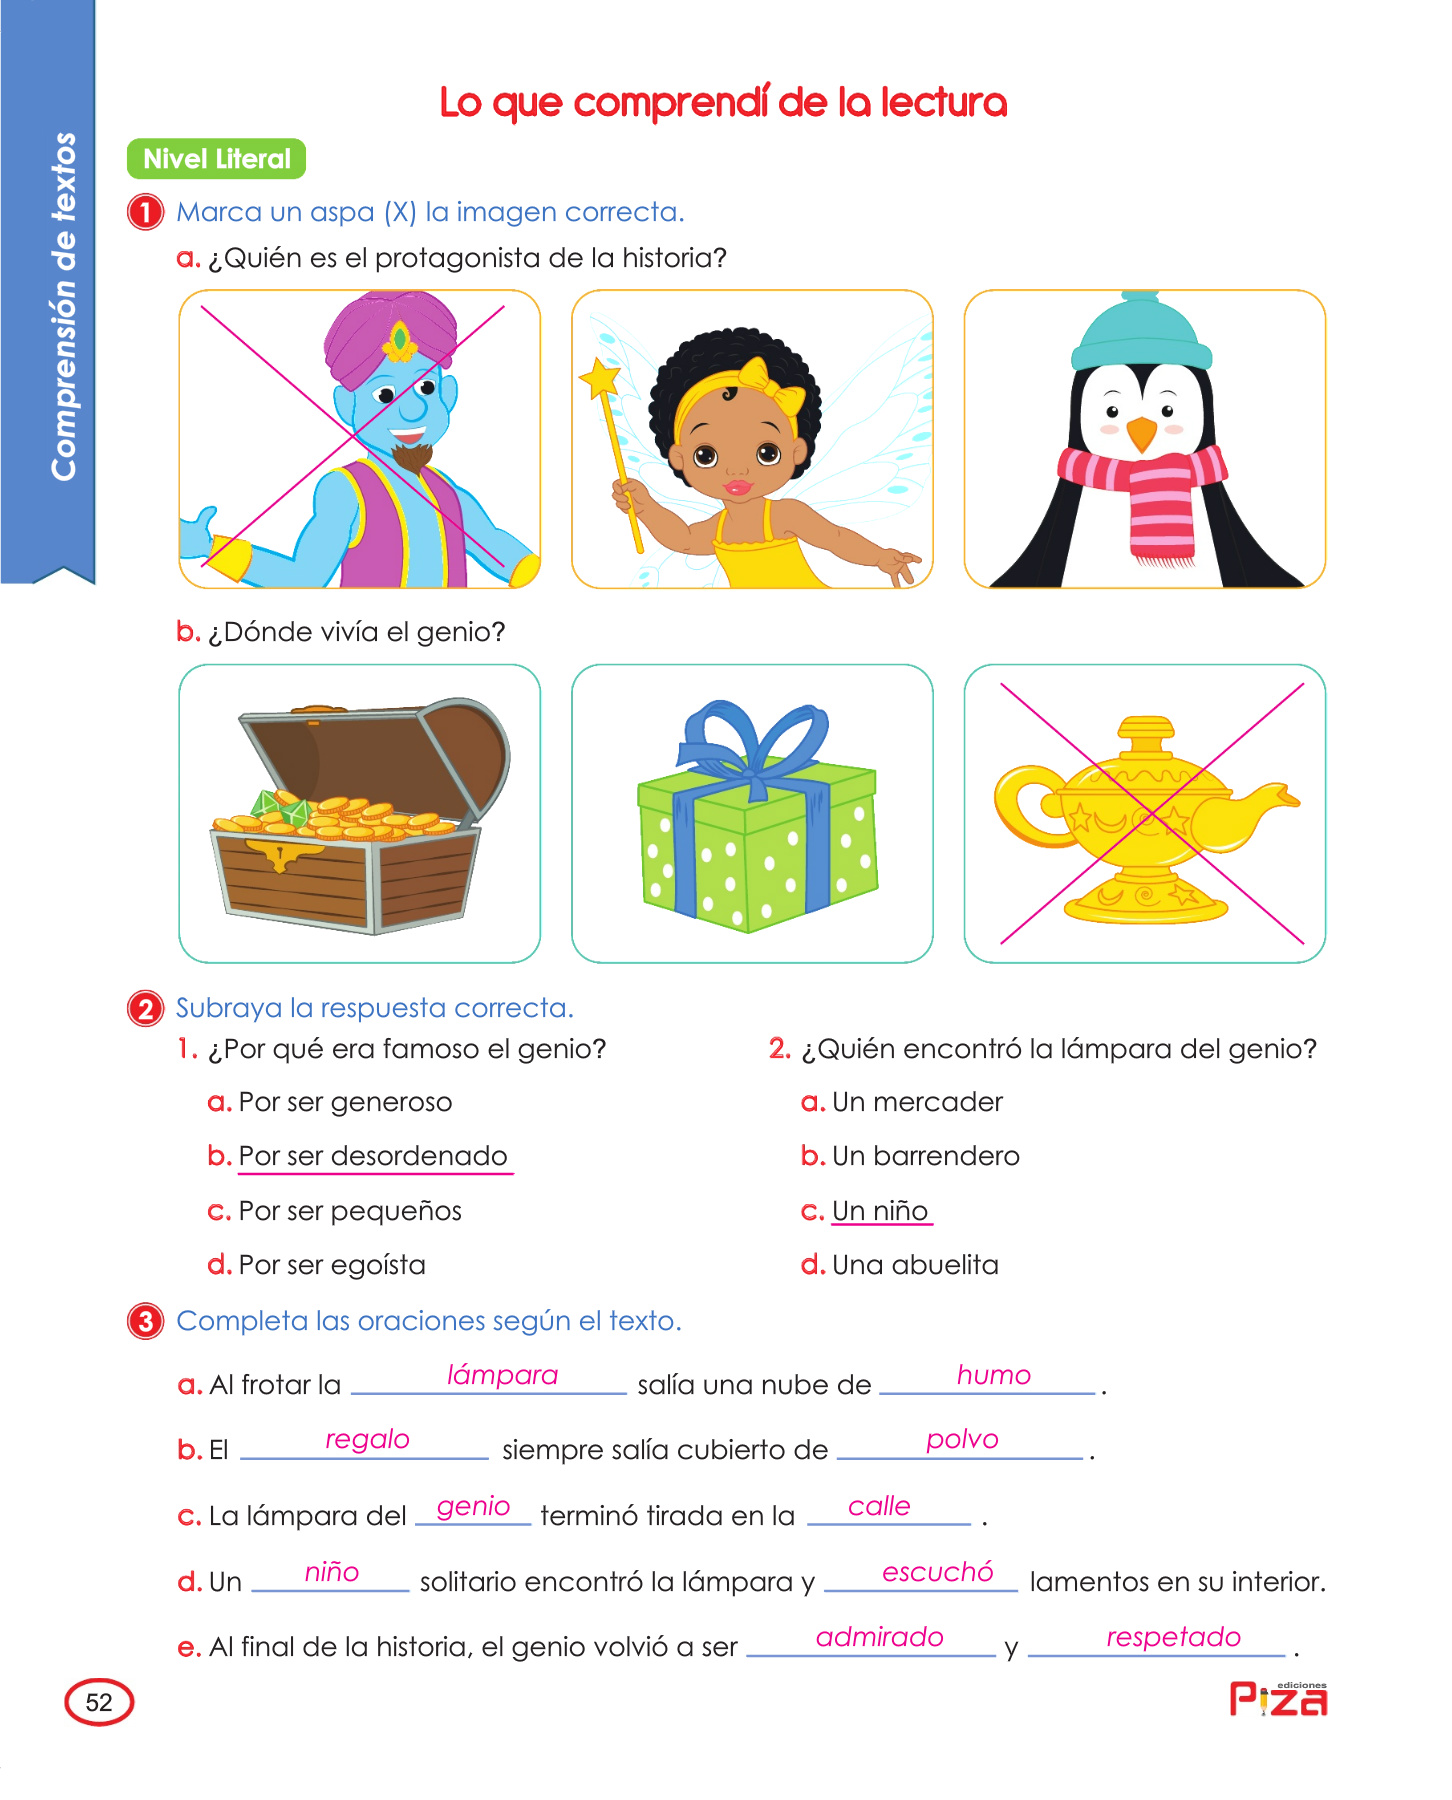 Comprensión de textos
Lo que comprendí de la lectura
Nivel Literal
1 Marca un aspa (X) la imagen correcta.
a. ¿Quién es el protagonista de la historia?
b. ¿Dónde vivía el genio?
2 Subraya la respuesta correcta.
1. ¿Por qué era famoso el genio?
a. Por ser generoso
b. Por ser desordenado
c. Por ser pequeños
d. Por ser egoísta
2. ¿Quién encontró la lámpara del genio?
a. Un mercader
b. Un barrendero
c. Un niño
d. Una abuelita
3 Completa las oraciones según el texto.
a. Al frotar la lámpara salía una nube de humo .
b. El regalo siempre salía cubierto de polvo .
c. La lámpara del genio terminó tirada en la calle .
d. Un niño solitario encontró la lámpara y escuchó lamentos en su interior.
e. Al final de la historia, el genio volvió a ser admirado y respetado .
52
ediciones
Piza